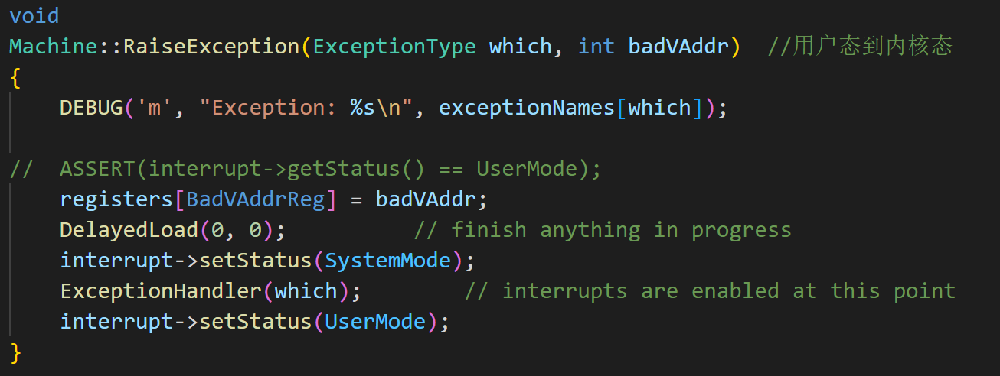 void
Machine::RaiseException(ExceptionType which, int badVAddr)  //用户态到内核态
{
    DEBUG('m', "Exception: %s\n", exceptionNames[which]);
//  ASSERT(interrupt->getStatus() == UserMode);
    registers[BadVAddrReg] = badVAddr;
    DelayedLoad(0, 0);          // finish anything in progress
    interrupt->setStatus(SystemMode);
    ExceptionHandler(which);        // interrupts are enabled at this point
    interrupt->setStatus(UserMode);
}